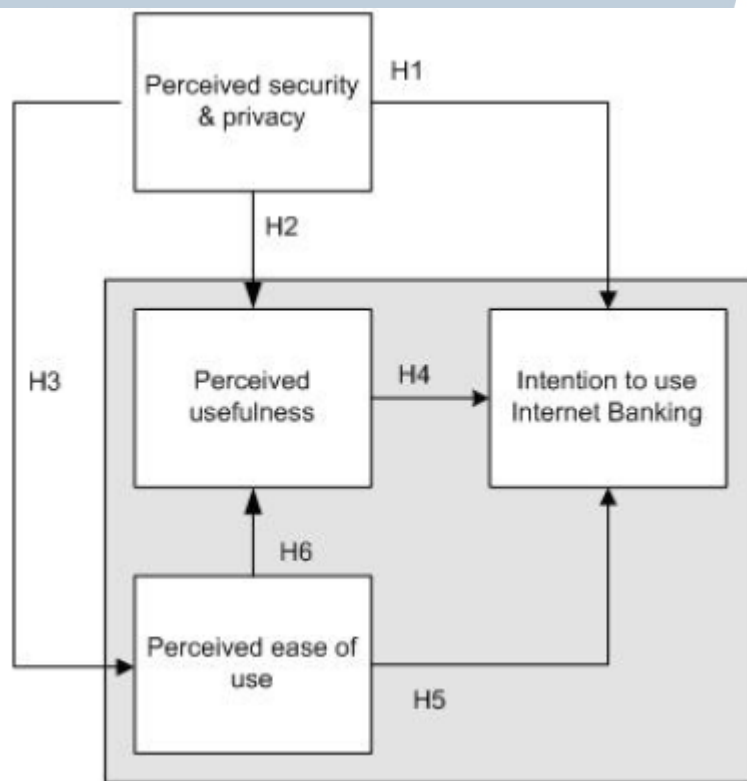 Perceived security
& privacy
H1
H2
H3
Perceived
usefulness
H4
Intention to use
Internet Banking
H6
Perceived ease of
use
H5